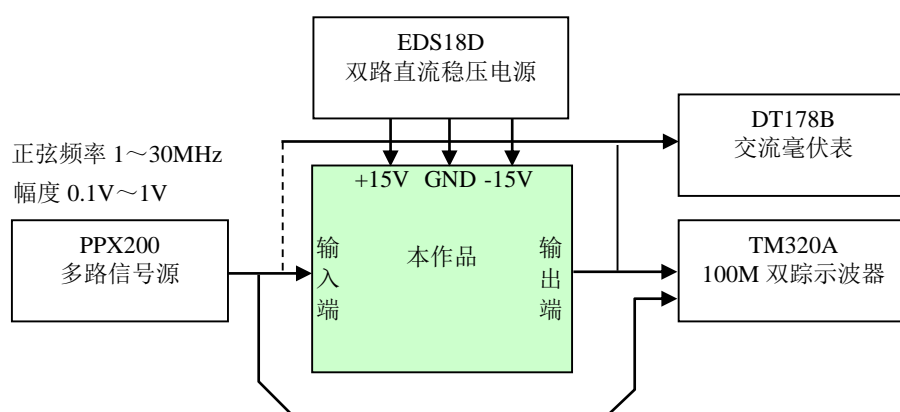 EDS18D
双路直流稳压电源
DT178B
交流毫伏表
正弦频率 1～30MHz
幅度 0.1V～1V
+15V GND -15V
PPX200
多路信号源
输入端
本作品
输出端
TM320A
100M 双踪示波器